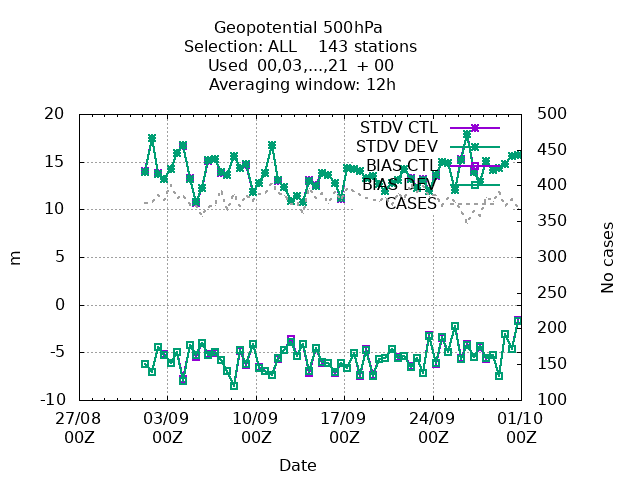 Geopotential 500hPa
Selection: ALL 143 stations
Used 00,03,...,21 + 00
Averaging window: 12h
20
15
10
5
0
-5
-10
m
STDV CTL
STDV DEV
BIAS CTL
BIAS DEV
CASES
500
450
400
350
300
250
200
150
100
No cases
27/08 03/09 10/09 17/09 24/09 01/10
00Z 00Z 00Z 00Z 00Z 00Z
Date